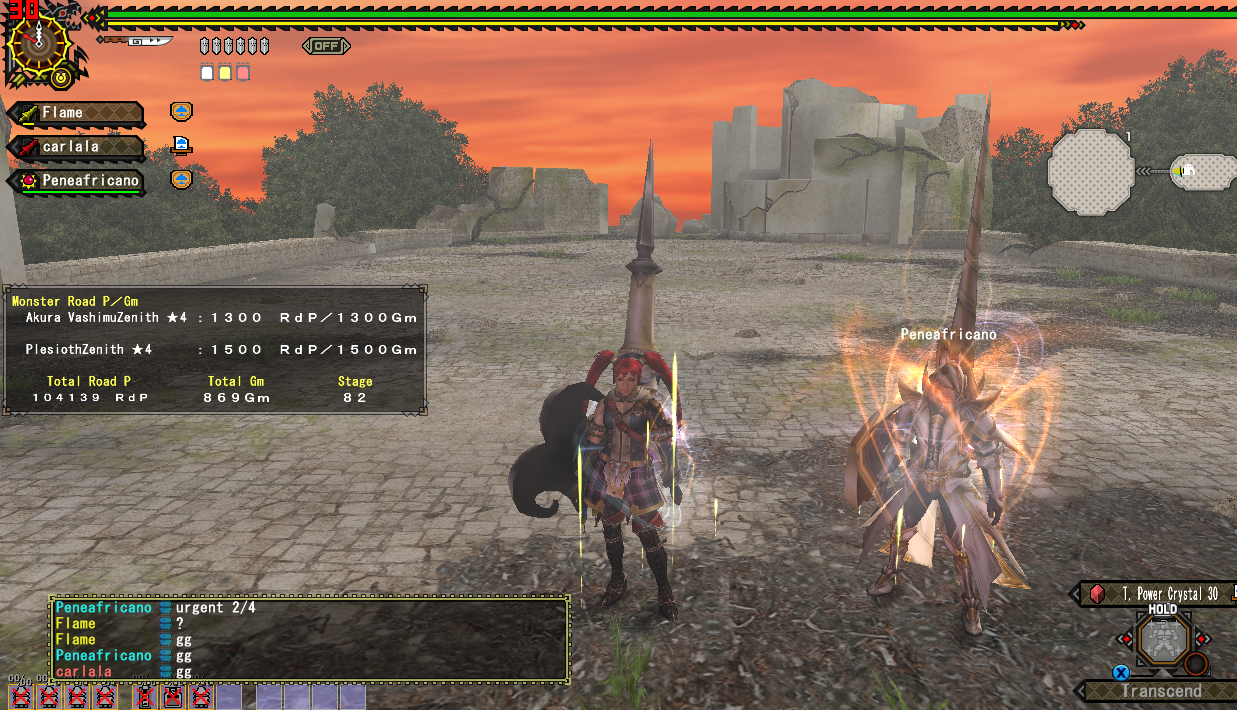 30
OFF
Flame
carlala
Peneafricano
1
Monster Road P／Gm
Akura VashimuZenith ★4 : 1300 RdP／1300Gm
PlesiothZenith ★4 : 1500 RdP／1500Gm
Total Road P Total Gm Stage
104139 RdP 869Gm 82
Peneafricano
Peneafricano urgent 2/4
Flame ?
Flame gg
Peneafricano gg
carlala gg
T. Power Crystal 30
HOLD
X
Transcend